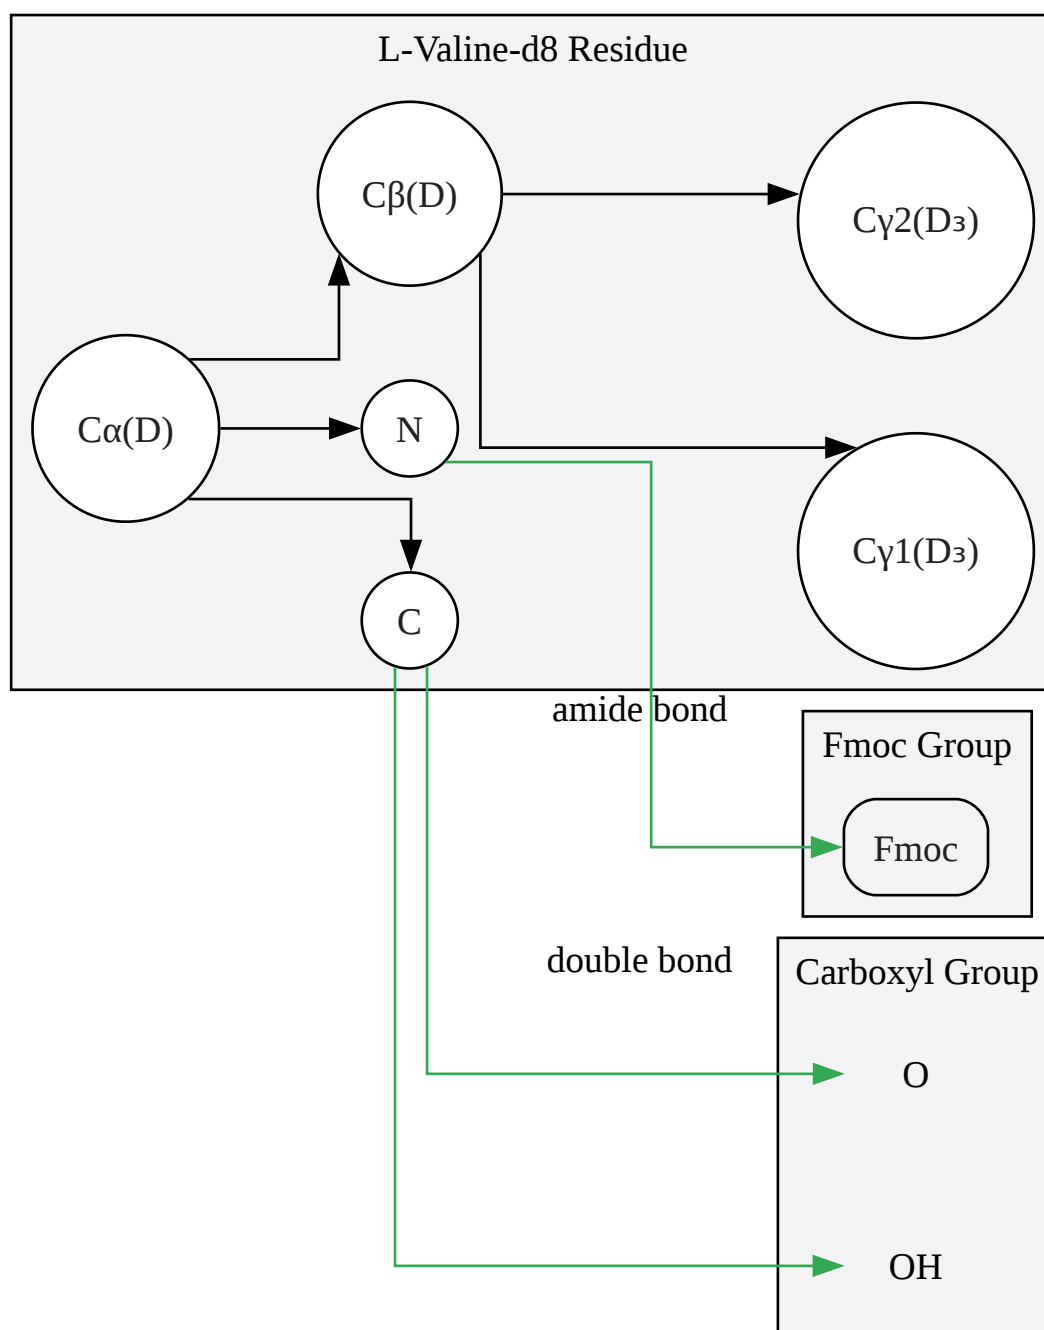 L-Valine-d8 Residue
Cβ(D)
Cγ2(D₃)
Cα(D)
N
Cγ1(D₃)
C
amide bond
Fmoc Group
Fmoc
double bond
Carboxyl Group
O
OH